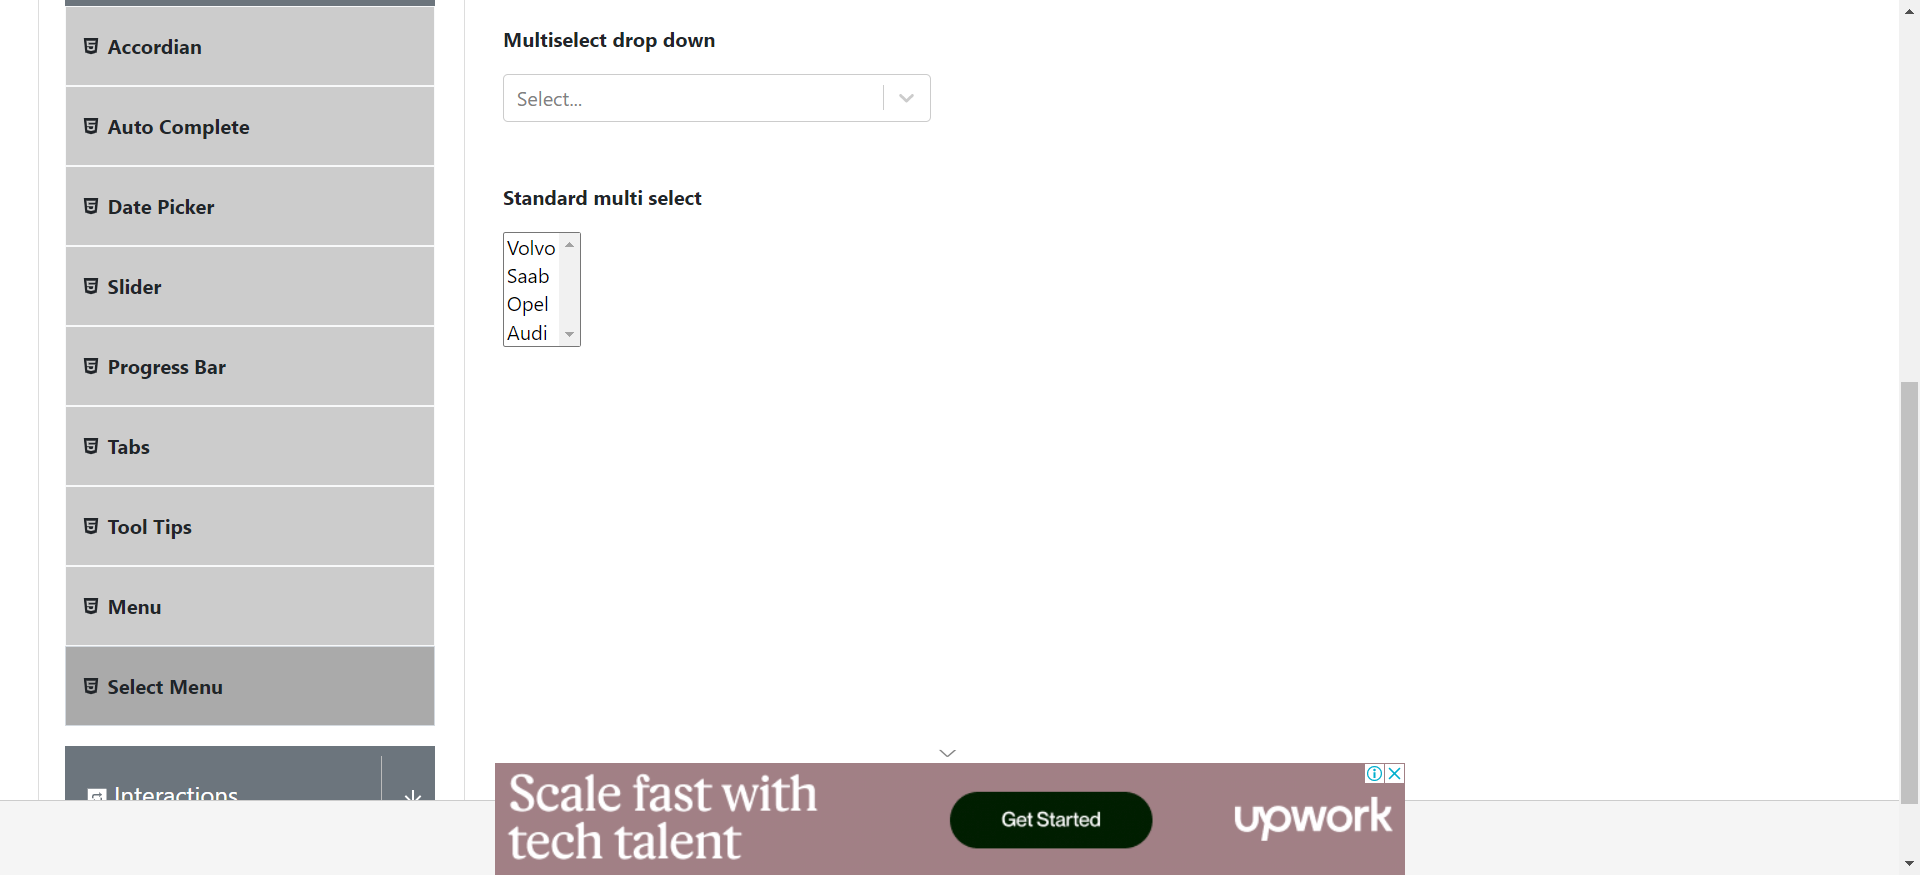 Accordian
Auto Complete
Date Picker
Slider
Progress Bar
Tabs
Tool Tips
Menu
Select Menu
Interactions
Multiselect drop down
Select...
Standard multi select
Volvo
Saab
Opel
Audi
Scale fast with
tech talent
Get Started
upwork